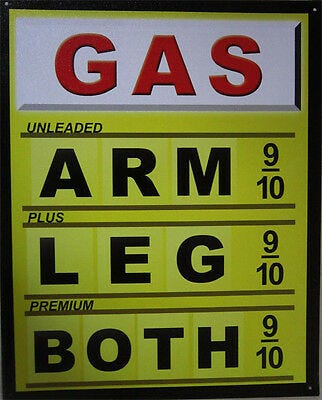 GAS
UNLEADED
ARM 9/10
PLUS
LEG 9/10
PREMIUM
BOTH 9/10